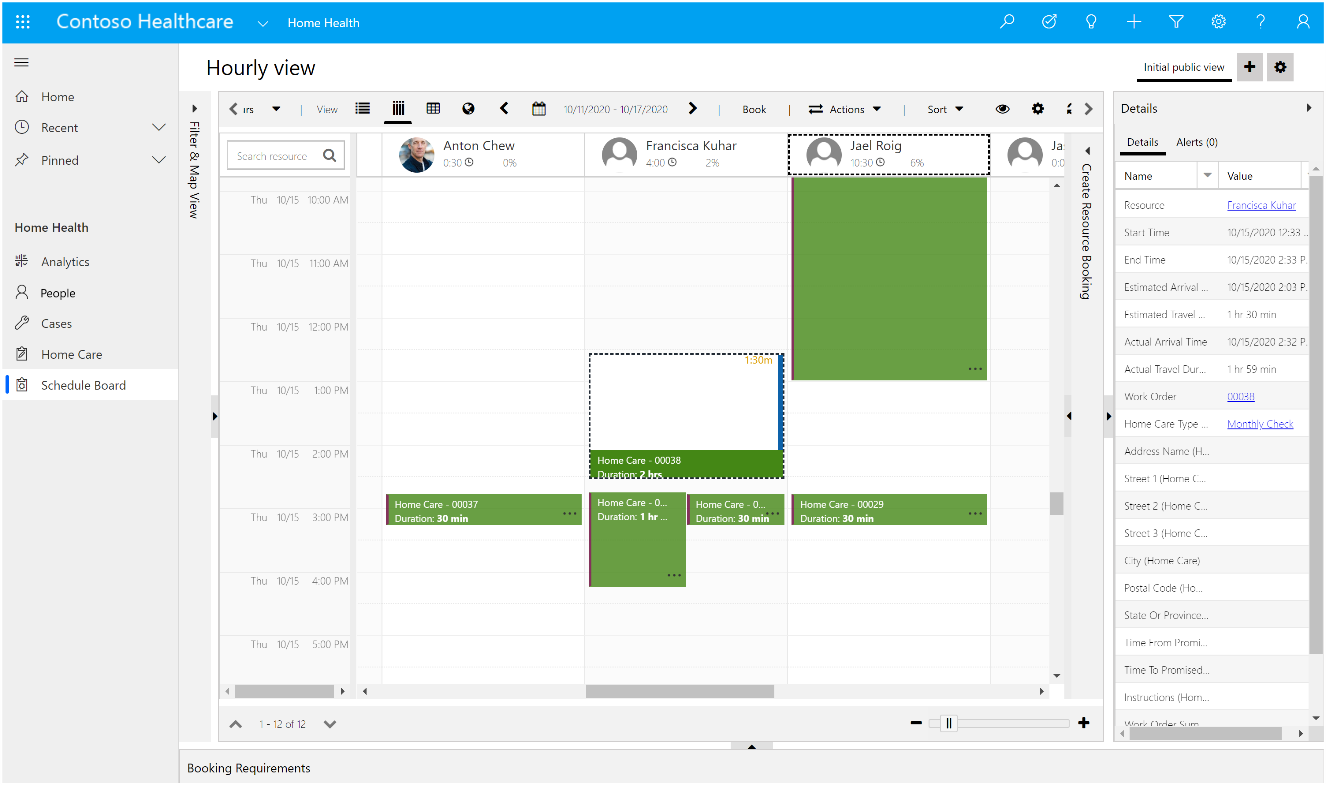 Contoso Healthcare Home Health
Hourly view
Initial public view
Home
Recent
Pinned
Home Health
Analytics
People
Cases
Home Care
Schedule Board
Filter & Map View
View
10/11/2020 - 10/17/2020
Book
Actions
Sort
Search resource
Anton Chew
0:30 0%
Francisca Kuhar
4:00 2%
Jael Roig
10:30 6%
Thu 10/15 10:00 AM
Thu 10/15 11:00 AM
Thu 10/15 12:00 PM
Thu 10/15 1:00 PM
Thu 10/15 2:00 PM
Thu 10/15 3:00 PM
Thu 10/15 4:00 PM
Thu 10/15 5:00 PM
1:30m
Home Care - 00038
Duration: 2 hrs
Home Care - 00037
Duration: 30 min
Home Care - 0...
Duration: 1 hr ...
Home Care - 0...
Duration: 30 min
Home Care - 00029
Duration: 30 min
1 - 12 of 12
Create Resource Booking
Booking Requirements
Details
Details Alerts (0)
Name Value
Resource Francisca Kuhar
Start Time 10/15/2020 12:33 ...
End Time 10/15/2020 2:33 P.
Estimated Arrival ... 10/15/2020 2:03 P.
Estimated Travel ... 1 hr 30 min
Actual Arrival Time 10/15/2020 2:32 P.
Actual Travel Dur... 1 hr 59 min
Work Order 00038
Home Care Type ... Monthly Check
Address Name (H...
Street 1 (Home C...
Street 2 (Home C...
Street 3 (Home C...
City (Home Care)
Postal Code (Ho...
State Or Province...
Time From Promi...
Time To Promised...
Instructions (Hom...
Work Order Sum